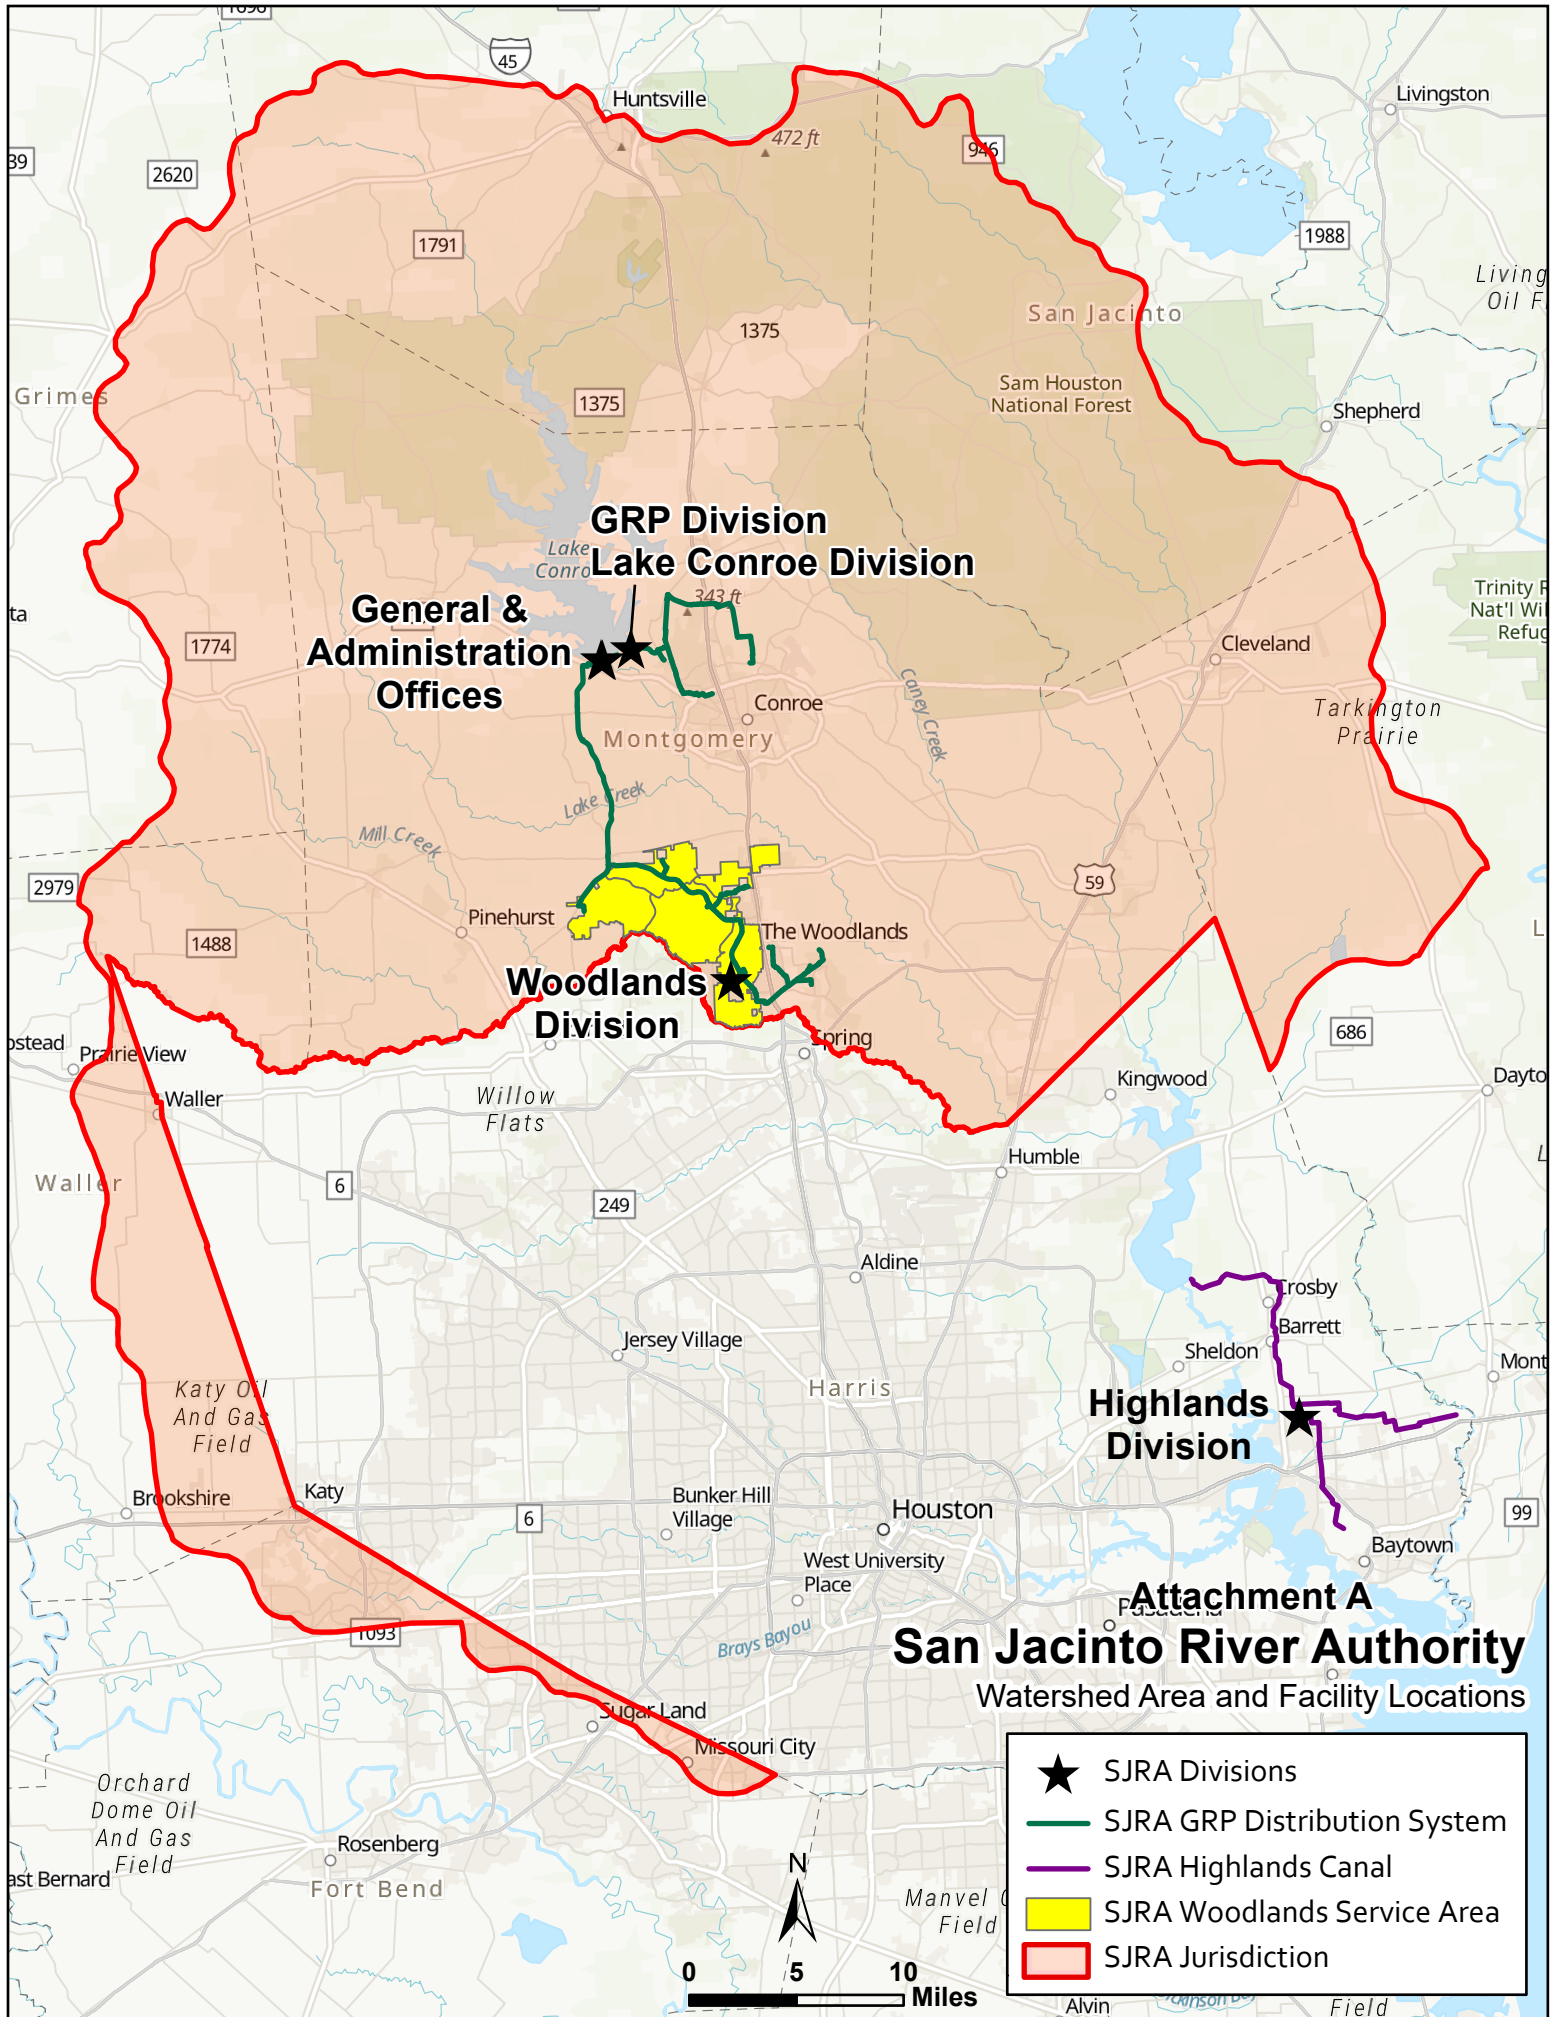 45
Huntsville
Livingston
472 ft
946
39
2620
1791
1988
Living
Oil F
San Jacinto
1375
Sam Houston
National Forest
Grimes
1375
Shepherd
GRP Division
Lake Conroe Division
Lake
Conro
343 ft
Trinity R
Nat'l Wil
Refug
General &
Administration
Offices
ta
1774
Cleveland
Caney Creek
Conroe
Tarkington
Prairie
Montgomery
Lake Creek
Mill Creek
2979
59
Pinehurst
The Woodlands
1488
L
Woodlands
Division
686
Spring
pstead
Prairie View
Kingwood
Dayto
Waller
Willow
Flats
Humble
L
Waller
6
249
Aldine
Crosby
Barrett
Jersey Village
Sheldon
Mont
Harris
Katy Oil
And Gas
Field
Highlands
Division
Katy
Brookshire
Bunker Hill
Village
Houston
6
99
Baytown
West University
Place
Attachment A
Pasadena
1093
Brays Bayou
San Jacinto River Authority
Watershed Area and Facility Locations
Sugar Land
Missouri City
SJRA Divisions
SJRA GRP Distribution System
SJRA Highlands Canal
SJRA Woodlands Service Area
SJRA Jurisdiction
Orchard
Dome Oil
And Gas
Field
Rosenberg
ast Bernard
Fort Bend
N
Manvel
Field
0 5 10
Miles
Alvin
Field